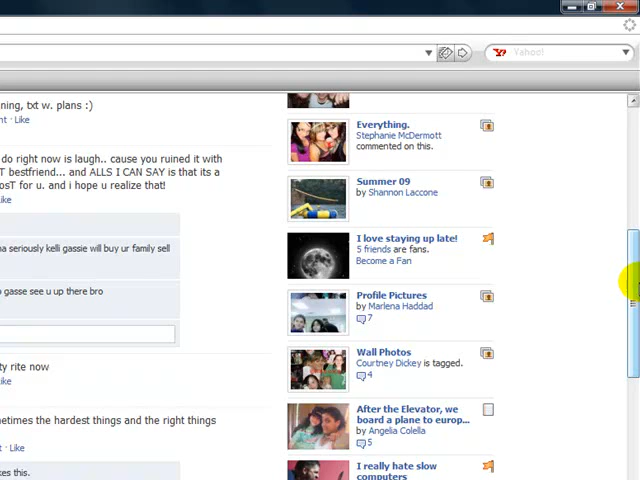 Yahoo!
ning, txt w. plans :)
nt · Like
do right now is laugh.. cause you ruined it with
T bestfriend... and ALLS I CAN SAY is that its a
osT for u. and i hope u realize that!
ike
na seriously kelli gassie will buy ur family sell
o gasse see u up there bro
ty rite now
ike
metimes the hardest things and the right things
t · Like
kes this.
Everything.
Stephanie McDermott
commented on this.
Summer 09
by Shannon Laccone
I love staying up late!
5 friends are fans.
Become a Fan
Profile Pictures
by Marlena Haddad
7
Wall Photos
Courtney Dickey is tagged.
4
After the Elevator, we
board a plane to europ...
by Angelia Colella
5
I really hate slow
computers